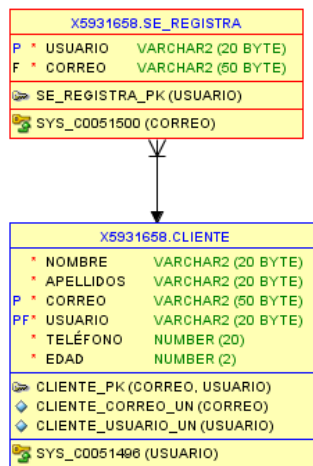 X5931658.SE_REGISTRA
P * USUARIO VARCHAR2 (20 BYTE)
F * CORREO VARCHAR2 (50 BYTE)
SE_REGISTRA_PK (USUARIO)
SYS_C0051500 (CORREO)
X5931658.CLIENTE
* NOMBRE VARCHAR2 (20 BYTE)
* APELLIDOS VARCHAR2 (20 BYTE)
P * CORREO VARCHAR2 (50 BYTE)
PF* USUARIO VARCHAR2 (20 BYTE)
* TELÉFONO NUMBER (20)
* EDAD NUMBER (2)
CLIENTE_PK (CORREO, USUARIO)
CLIENTE_CORREO_UN (CORREO)
CLIENTE_USUARIO_UN (USUARIO)
SYS_C0051496 (USUARIO)